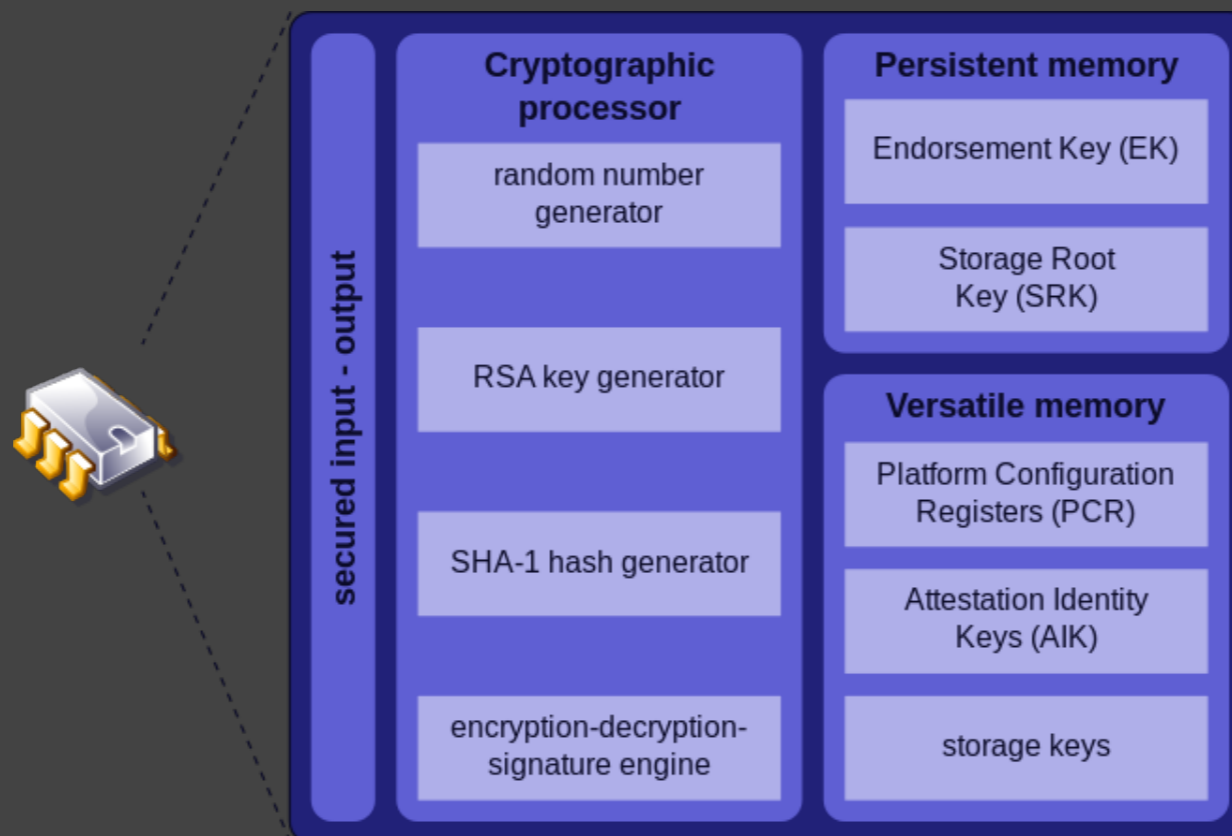 secured input - output
Cryptographic
processor
random number
generator
RSA key generator
SHA-1 hash generator
encryption-decryption-
signature engine
Persistent memory
Endorsement Key (EK)
Storage Root
Key (SRK)
Versatile memory
Platform Configuration
Registers (PCR)
Attestation Identity
Keys (AIK)
storage keys